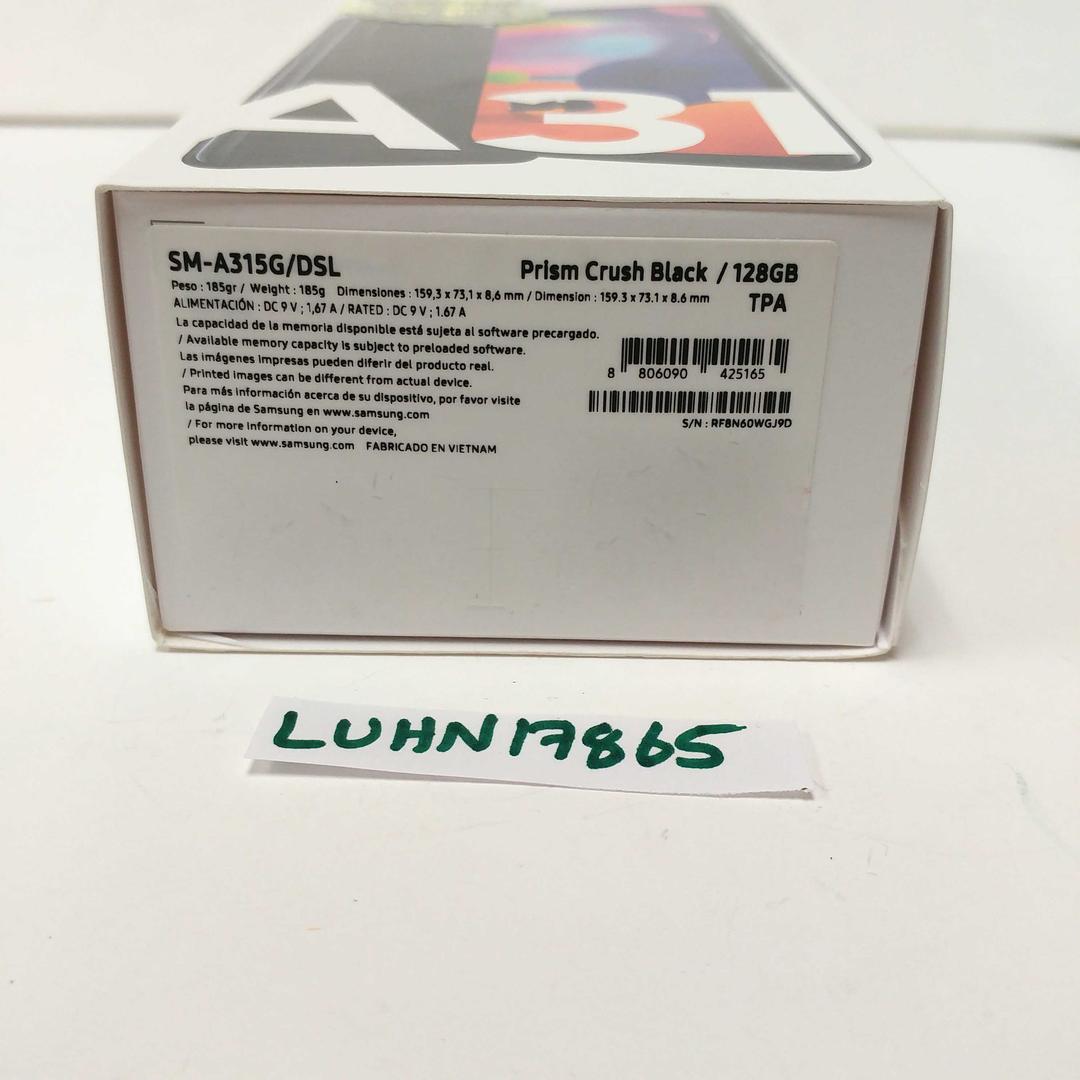 A31
SM-A315G/DSL
Prism Crush Black / 128GB
TPA
Peso : 185gr / Weight : 185g Dimensiones : 159,3 x 73,1 x 8,6 mm / Dimension : 159.3 x 73.1 x 8.6 mm
ALIMENTACIÓN : DC 9 V ; 1,67 A / RATED : DC 9 V ; 1.67 A
La capacidad de la memoria disponible está sujeta al software precargado.
/ Available memory capacity is subject to preloaded software.
Las imágenes impresas pueden diferir del producto real.
/ Printed images can be different from actual device.
Para más información acerca de su dispositivo, por favor visite
la página de Samsung en www.samsung.com
/ For more information on your device,
please visit www.samsung.com FABRICADO EN VIETNAM
8 806090 425165
S/N : RF8N60WGJ9D
LUHN17865